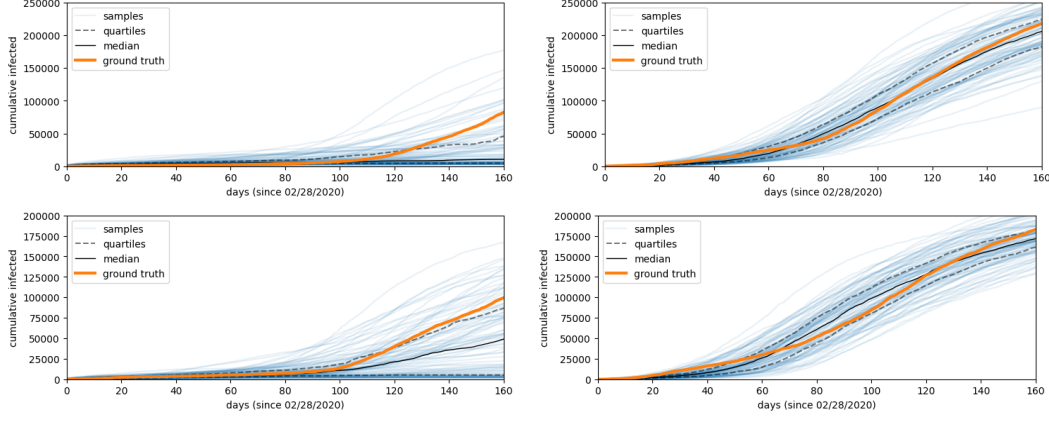 250000
200000
150000
100000
50000
0
cumulative infected
samples
quartiles
median
ground truth
0 20 40 60 80 100 120 140 160
days (since 02/28/2020)
250000
200000
150000
100000
50000
0
cumulative infected
samples
quartiles
median
ground truth
0 20 40 60 80 100 120 140 160
days (since 02/28/2020)
200000
175000
150000
125000
100000
75000
50000
25000
0
cumulative infected
samples
quartiles
median
ground truth
0 20 40 60 80 100 120 140 160
days (since 02/28/2020)
200000
175000
150000
125000
100000
75000
50000
25000
0
cumulative infected
samples
quartiles
median
ground truth
0 20 40 60 80 100 120 140 160
days (since 02/28/2020)